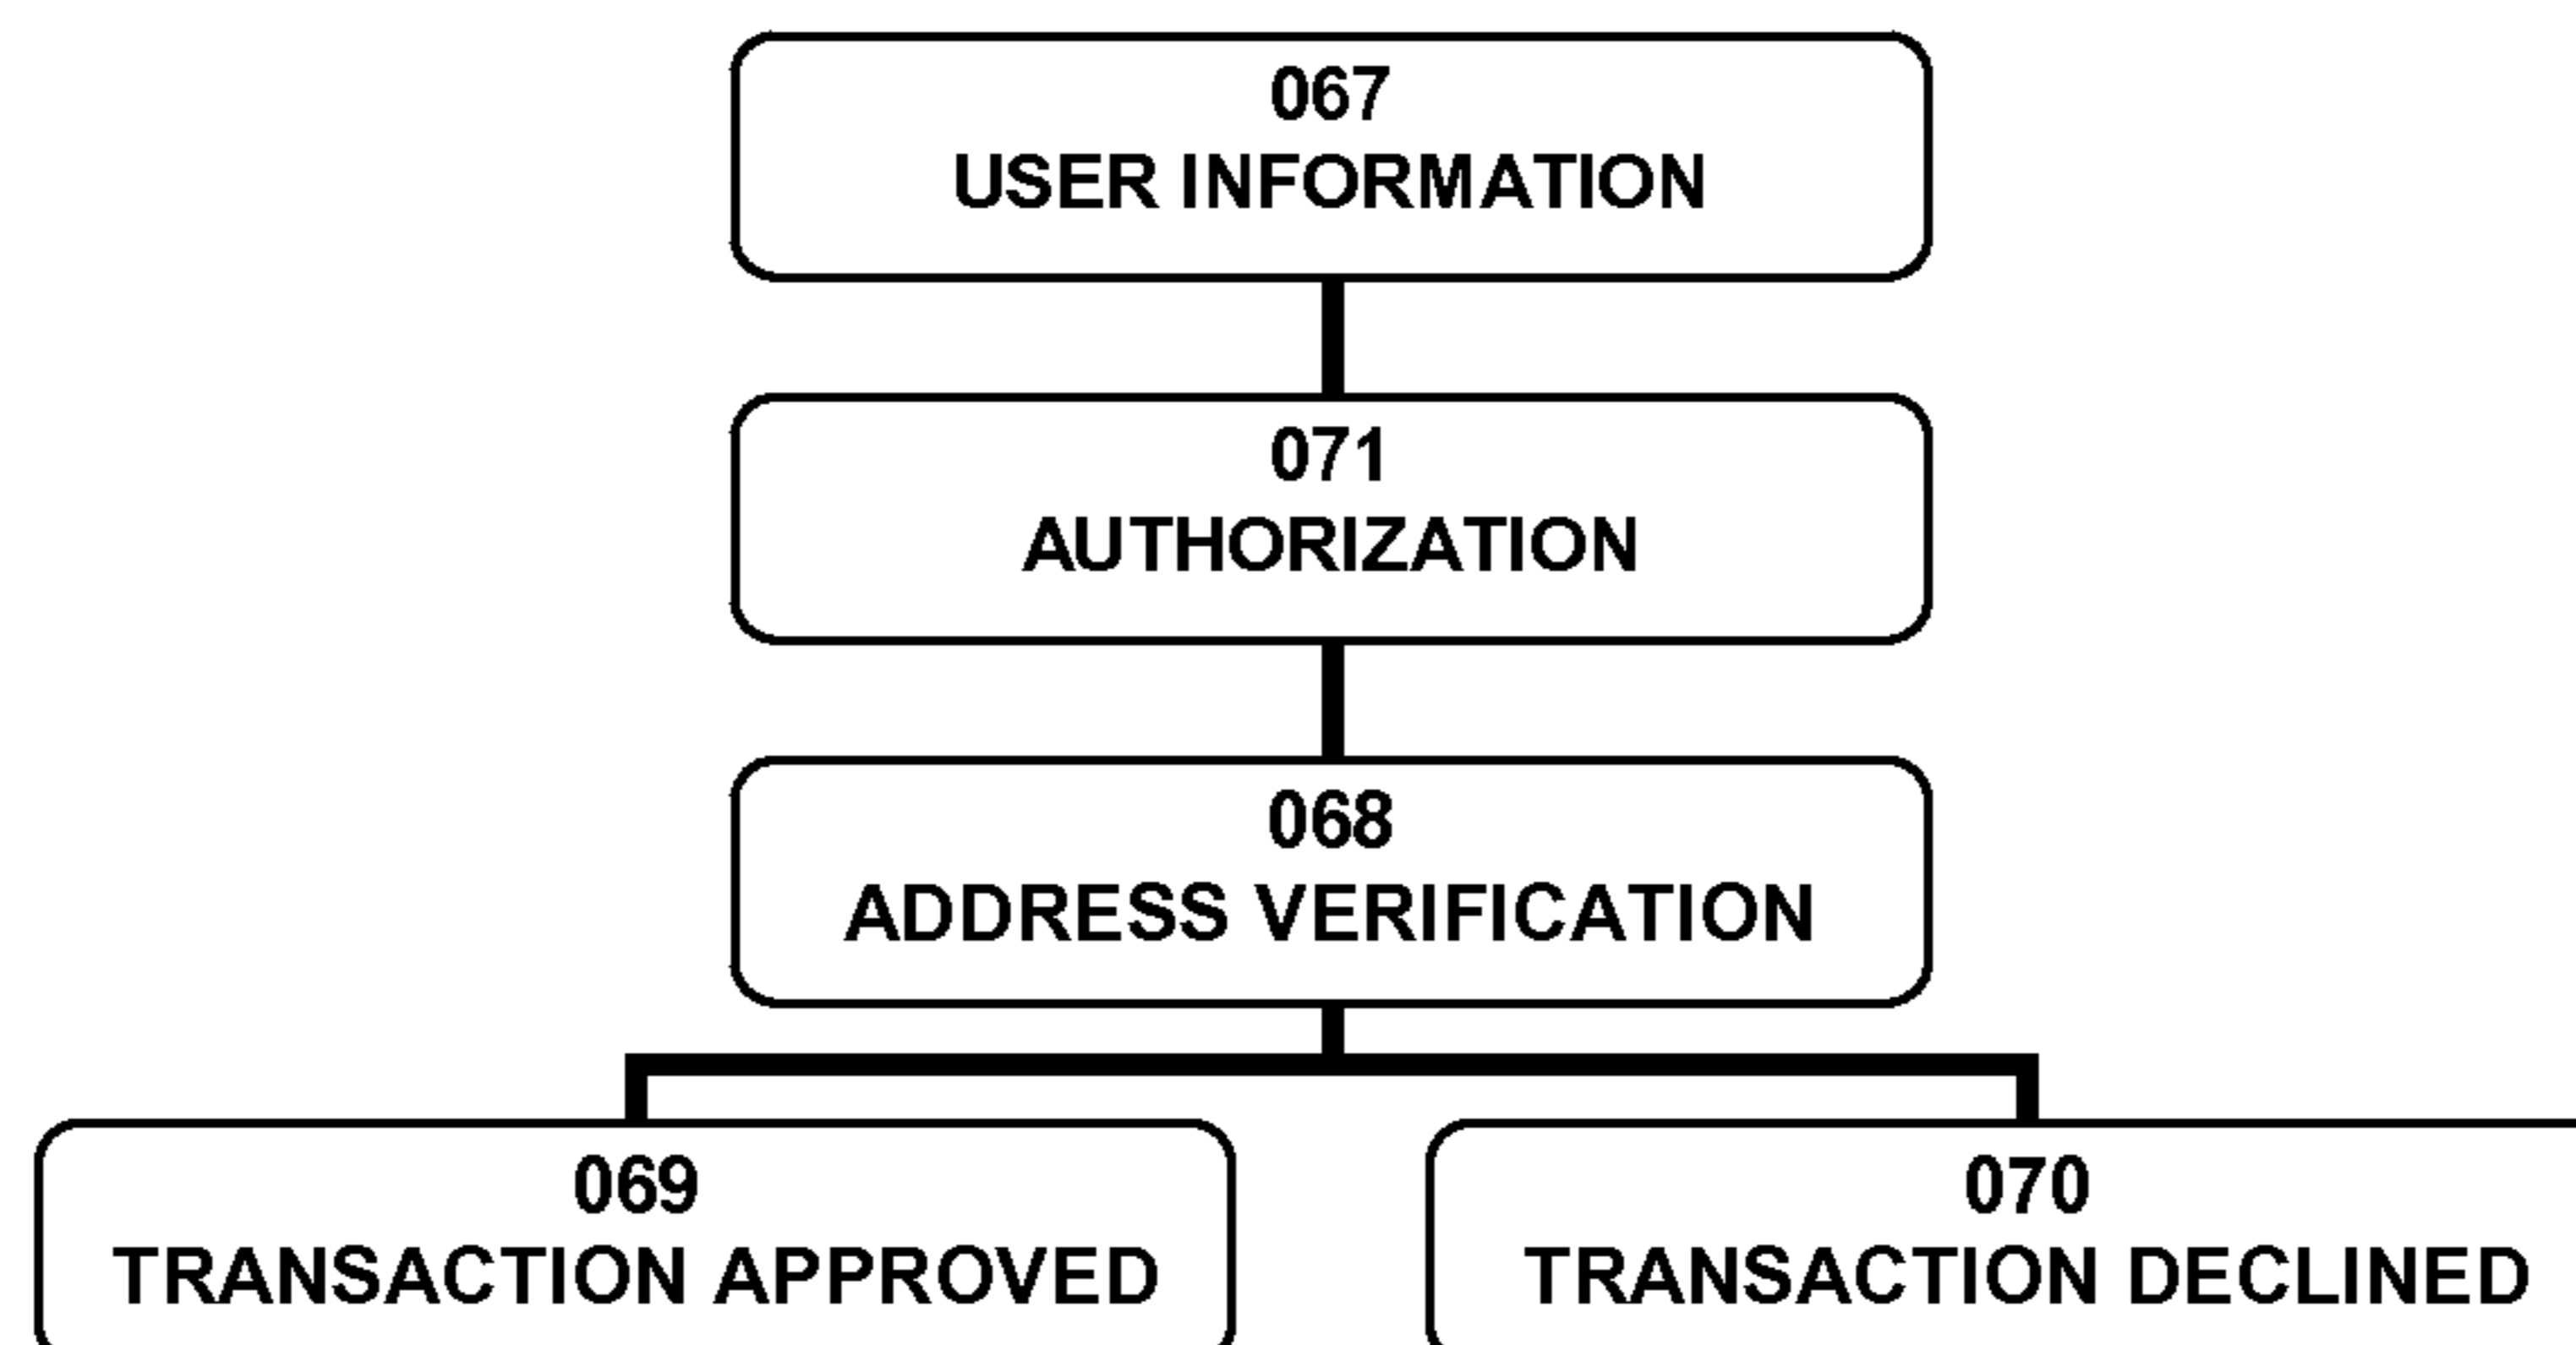 067
USER INFORMATION
071
AUTHORIZATION
068
ADDRESS VERIFICATION
069
TRANSACTION APPROVED
070
TRANSACTION DECLINED